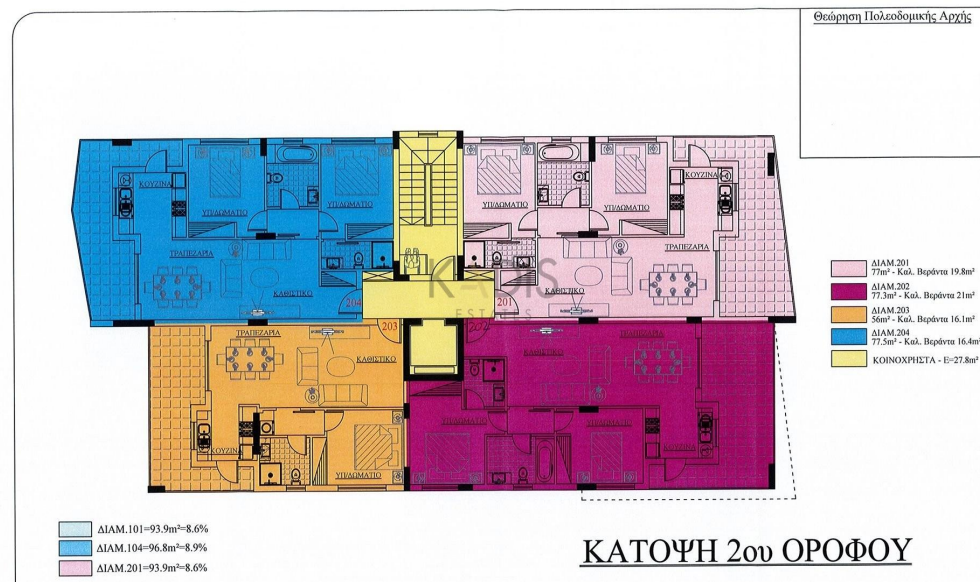 Θεώρηση Πολεοδομικής Αρχής
ΚΟΥΖΙΝΑ
ΥΠ/ΔΩΜΑΤΙΟ
ΥΠ/ΔΩΜΑΤΙΟ
ΥΠ/ΔΩΜΑΤΙΟ
ΥΠ/ΔΩΜΑΤΙΟ
ΚΟΥΖΙΝΑ
ΤΡΑΠΕΖΑΡΙΑ
ΤΡΑΠΕΖΑΡΙΑ
ΚΑΘΙΣΤΙΚΟ
ΚΑΘΙΣΤΙΚΟ
204
201
ESTATES
203
202
ΤΡΑΠΕΖΑΡΙΑ
ΤΡΑΠΕΖΑΡΙΑ
ΚΑΘΙΣΤΙΚΟ
ΚΑΘΙΣΤΙΚΟ
ΥΠ/ΔΩΜΑΤΙΟ
ΥΠ/ΔΩΜΑΤΙΟ
ΚΟΥΖΙΝΑ
ΚΟΥΖΙΝΑ
ΥΠ/ΔΩΜΑΤΙΟ
ΔΙΑΜ.201
77m² - Καλ. Βεράντα 19.8m²
ΔΙΑΜ.202
77.3m² - Καλ. Βεράντα 21m²
ΔΙΑΜ.203
56m² - Καλ. Βεράντα 16.1m²
ΔΙΑΜ.204
77.5m² - Καλ. Βεράντα 16.4m²
ΚΟΙΝΟΧΡΗΣΤΑ - Ε=27.8m²
ΔΙΑΜ.101=93.9m²=8.6%
ΔΙΑΜ.104=96.8m²=8.9%
ΔΙΑΜ.201=93.9m²=8.6%
ΚΑΤΟΨΗ 2ου ΟΡΟΦΟΥ